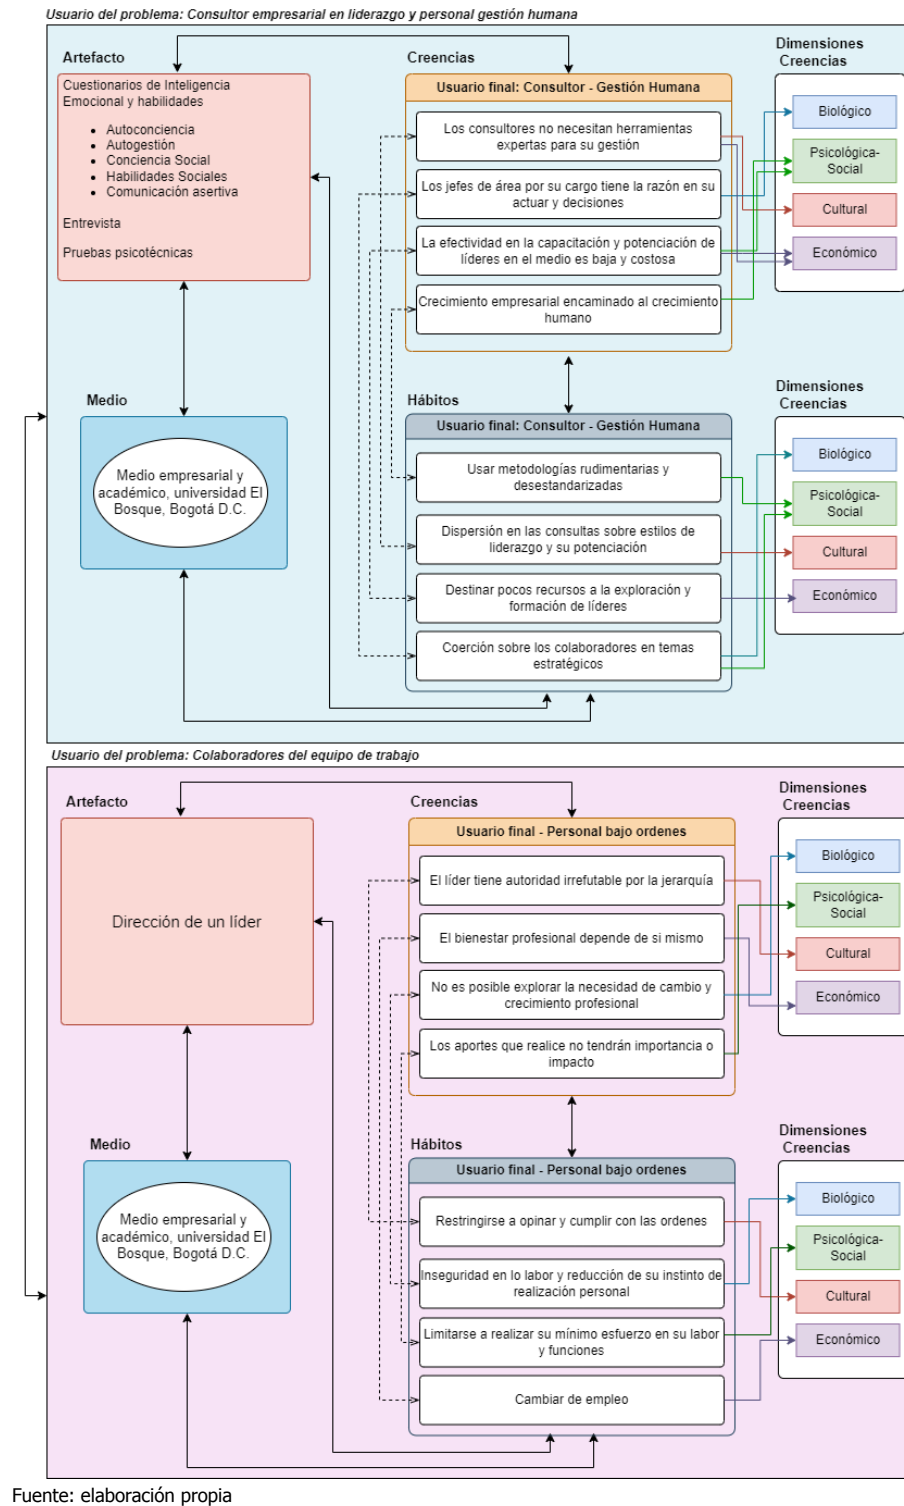 Usuario del problema: Consultor empresarial en liderazgo y personal gestión humana
Artefacto
Cuestionarios de Inteligencia
Emocional y habilidades
Autoconciencia
Autogestión
Conciencia Social
Habilidades Sociales
Comunicación asertiva
Entrevista
Pruebas psicotécnicas
Creencias
Usuario final: Consultor - Gestión Humana
Los consultores no necesitan herramientas
expertas para su gestión
Los jefes de área por su cargo tiene la razón en su
actuar y decisiones
La efectividad en la capacitación y potenciación de
líderes en el medio es baja y costosa
Crecimiento empresarial encaminado al crecimiento
humano
Dimensiones
Creencias
Biológico
Psicológica-
Social
Cultural
Económico
Medio
Medio empresarial y
académico, universidad El
Bosque, Bogotá D.C.
Hábitos
Usuario final: Consultor - Gestión Humana
Usar metodologías rudimentarias y
desestandarizadas
Dispersión en las consultas sobre estilos de
liderazgo y su potenciación
Destinar pocos recursos a la exploración y
formación de líderes
Coerción sobre los colaboradores en temas
estratégicos
Dimensiones
Creencias
Biológico
Psicológica-
Social
Cultural
Económico
Usuario del problema: Colaboradores del equipo de trabajo
Artefacto
Dirección de un líder
Creencias
Usuario final - Personal bajo ordenes
El líder tiene autoridad irrefutable por la jerarquía
El bienestar profesional depende de si mismo
No es posible explorar la necesidad de cambio y
crecimiento profesional
Los aportes que realice no tendrán importancia o
impacto
Dimensiones
Creencias
Biológico
Psicológica-
Social
Cultural
Económico
Medio
Medio empresarial y
académico, universidad El
Bosque, Bogotá D.C.
Hábitos
Usuario final - Personal bajo ordenes
Restringirse a opinar y cumplir con las ordenes
Inseguridad en lo labor y reducción de su instinto de
realización personal
Limitarse a realizar su mínimo esfuerzo en su labor
y funciones
Cambiar de empleo
Dimensiones
Creencias
Biológico
Psicológica-
Social
Cultural
Económico
Fuente: elaboración propia